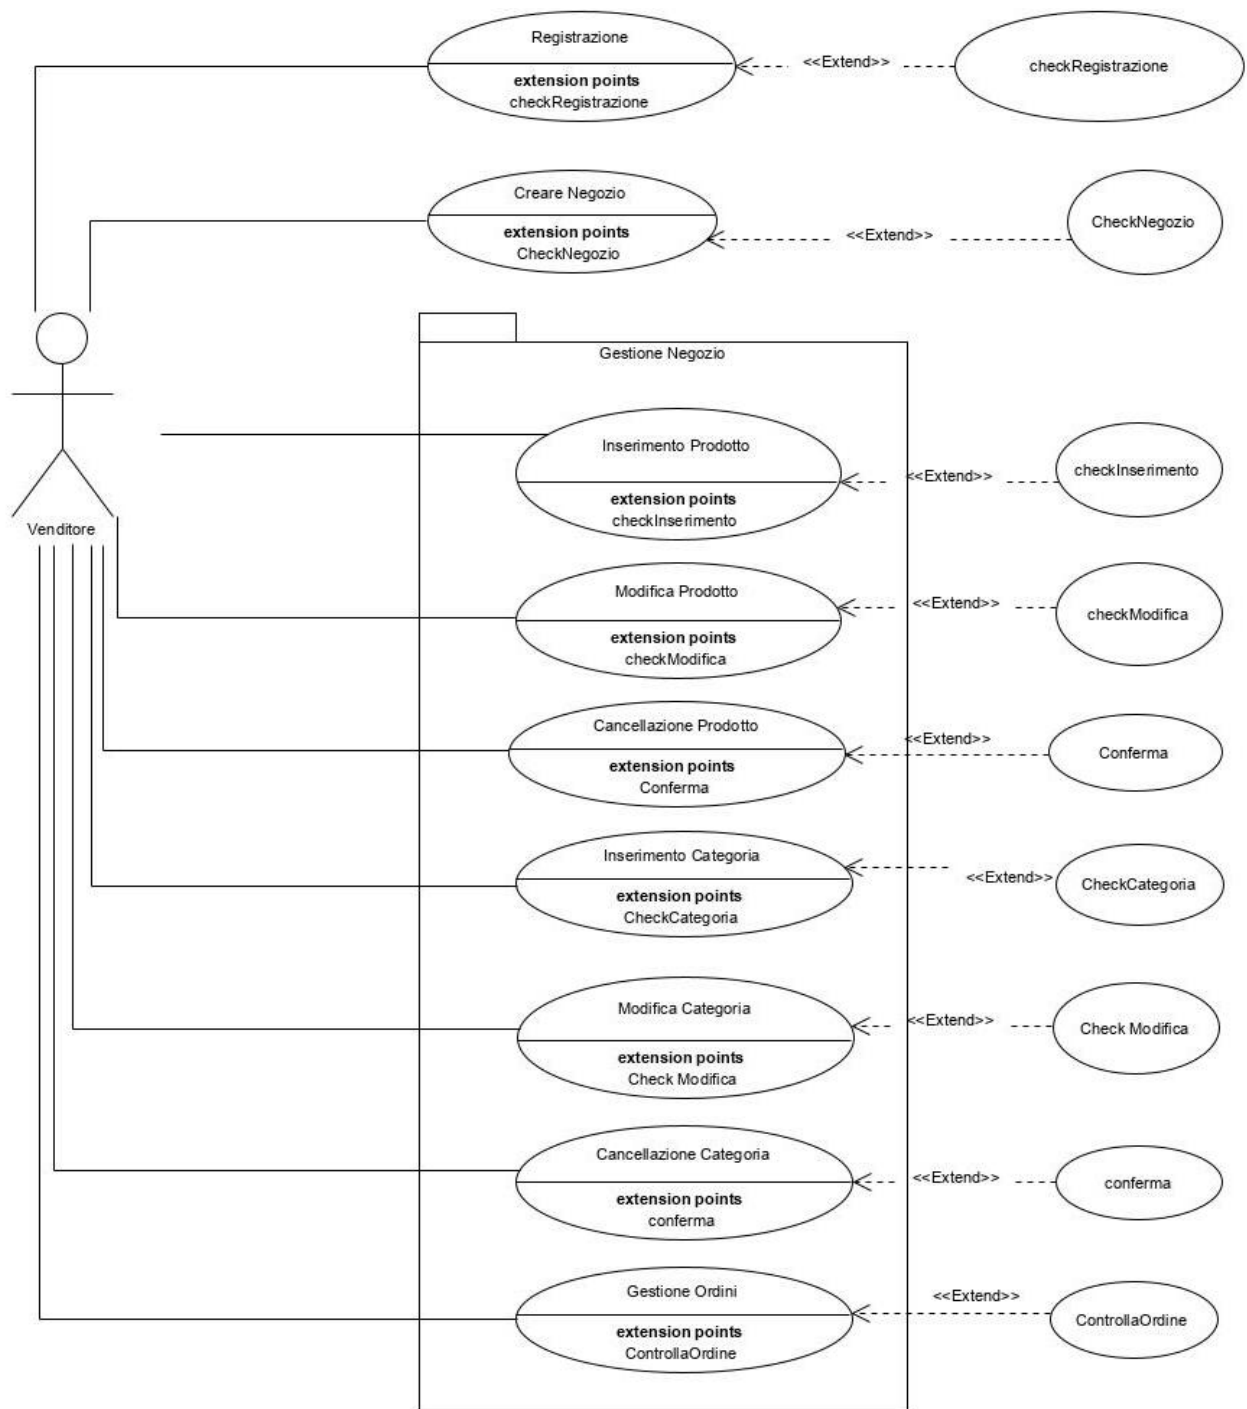 Registrazione
extension points
checkRegistrazione
<<Extend>>
checkRegistrazione
Creare Negozio
extension points
CheckNegozio
<<Extend>>
CheckNegozio
Gestione Negozio
Venditore
Inserimento Prodotto
extension points
checkInserimento
<<Extend>>
checkInserimento
Modifica Prodotto
extension points
checkModifica
<<Extend>>
checkModifica
Cancellazione Prodotto
extension points
Conferma
<<Extend>>
Conferma
Inserimento Categoria
extension points
CheckCategoria
<<Extend>>
CheckCategoria
Modifica Categoria
extension points
Check Modifica
<<Extend>>
Check Modifica
Cancellazione Categoria
extension points
conferma
<<Extend>>
conferma
Gestione Ordini
extension points
ControllaOrdine
<<Extend>>
ControllaOrdine